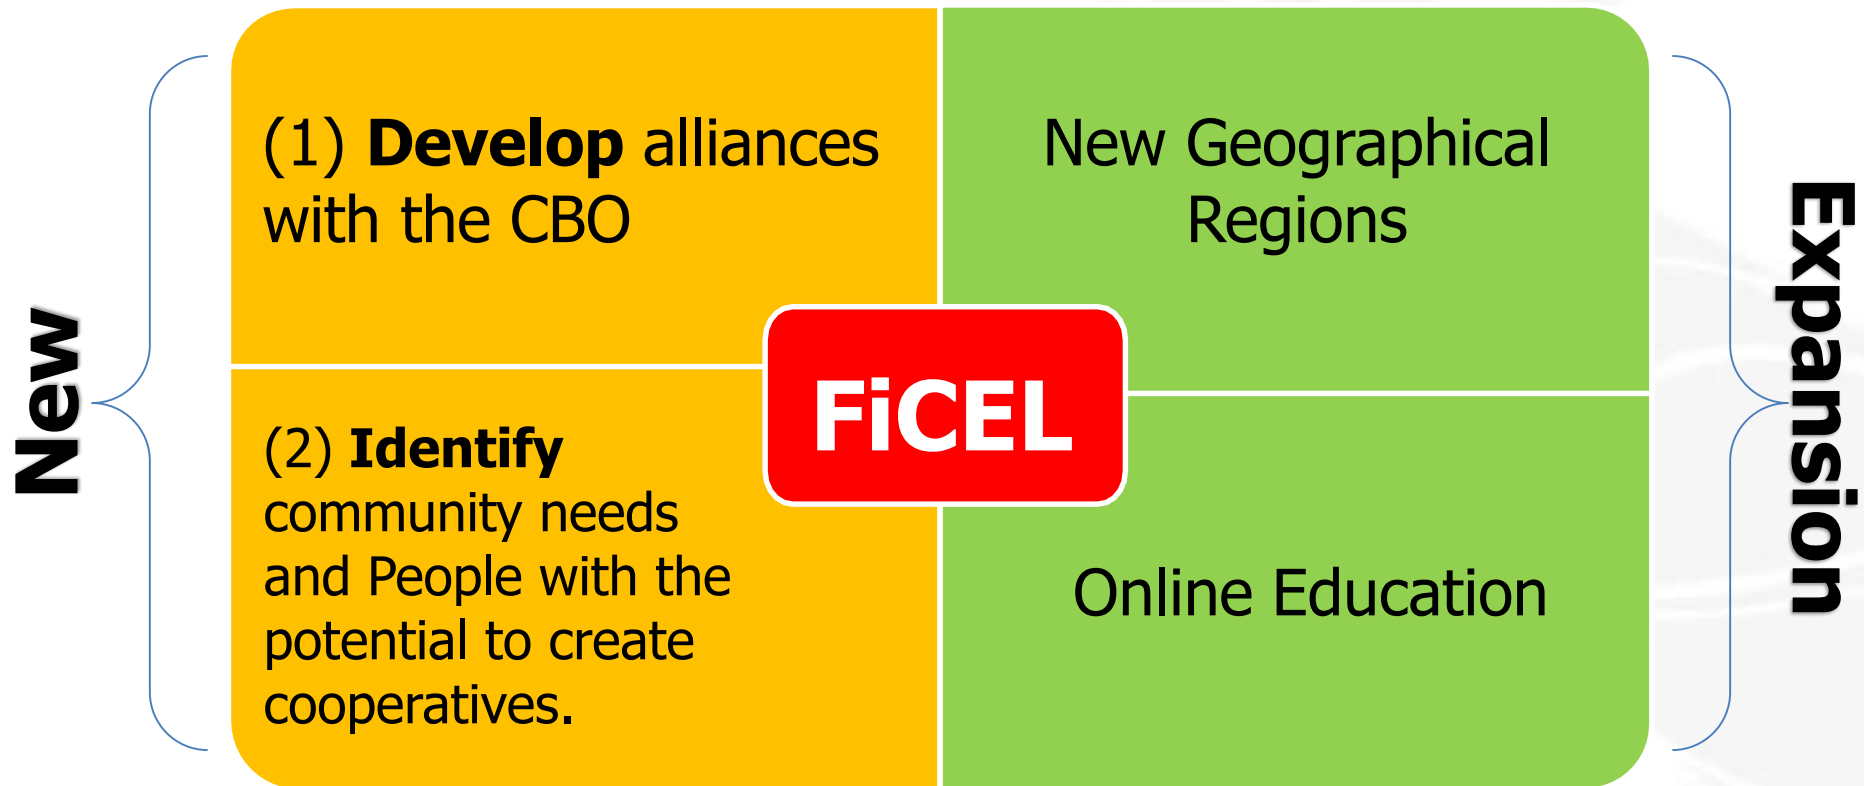 New
(1) Develop alliances
with the CBO
(2) Identify
community needs
and People with the
potential to create
cooperatives.
FiCEL
New Geographical
Regions
Online Education
Expansion